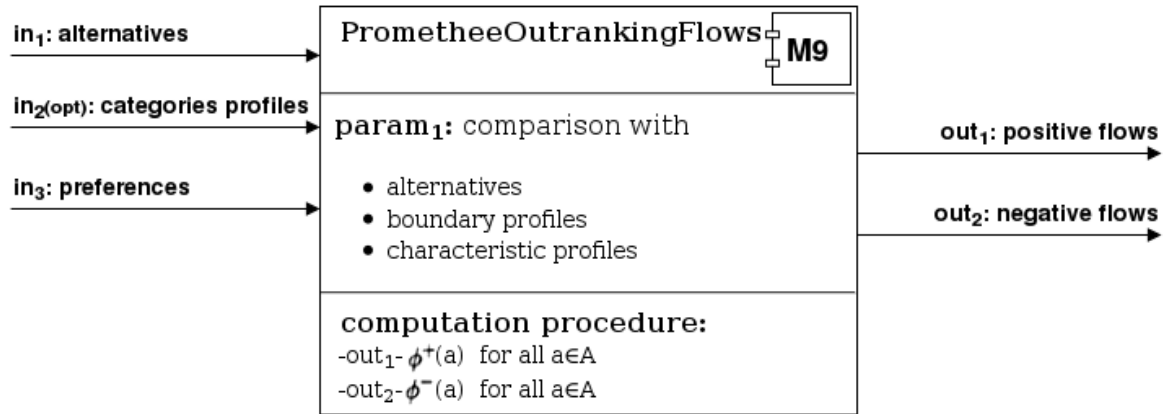 in₁: alternatives
in₂(opt): categories profiles
in₃: preferences
PrometheeOutrankingFlows
M9
param₁: comparison with
• alternatives
• boundary profiles
• characteristic profiles
computation procedure:
-out₁-ϕ⁺(a) for all a∈A
-out₂-ϕ⁻(a) for all a∈A
out₁: positive flows
out₂: negative flows